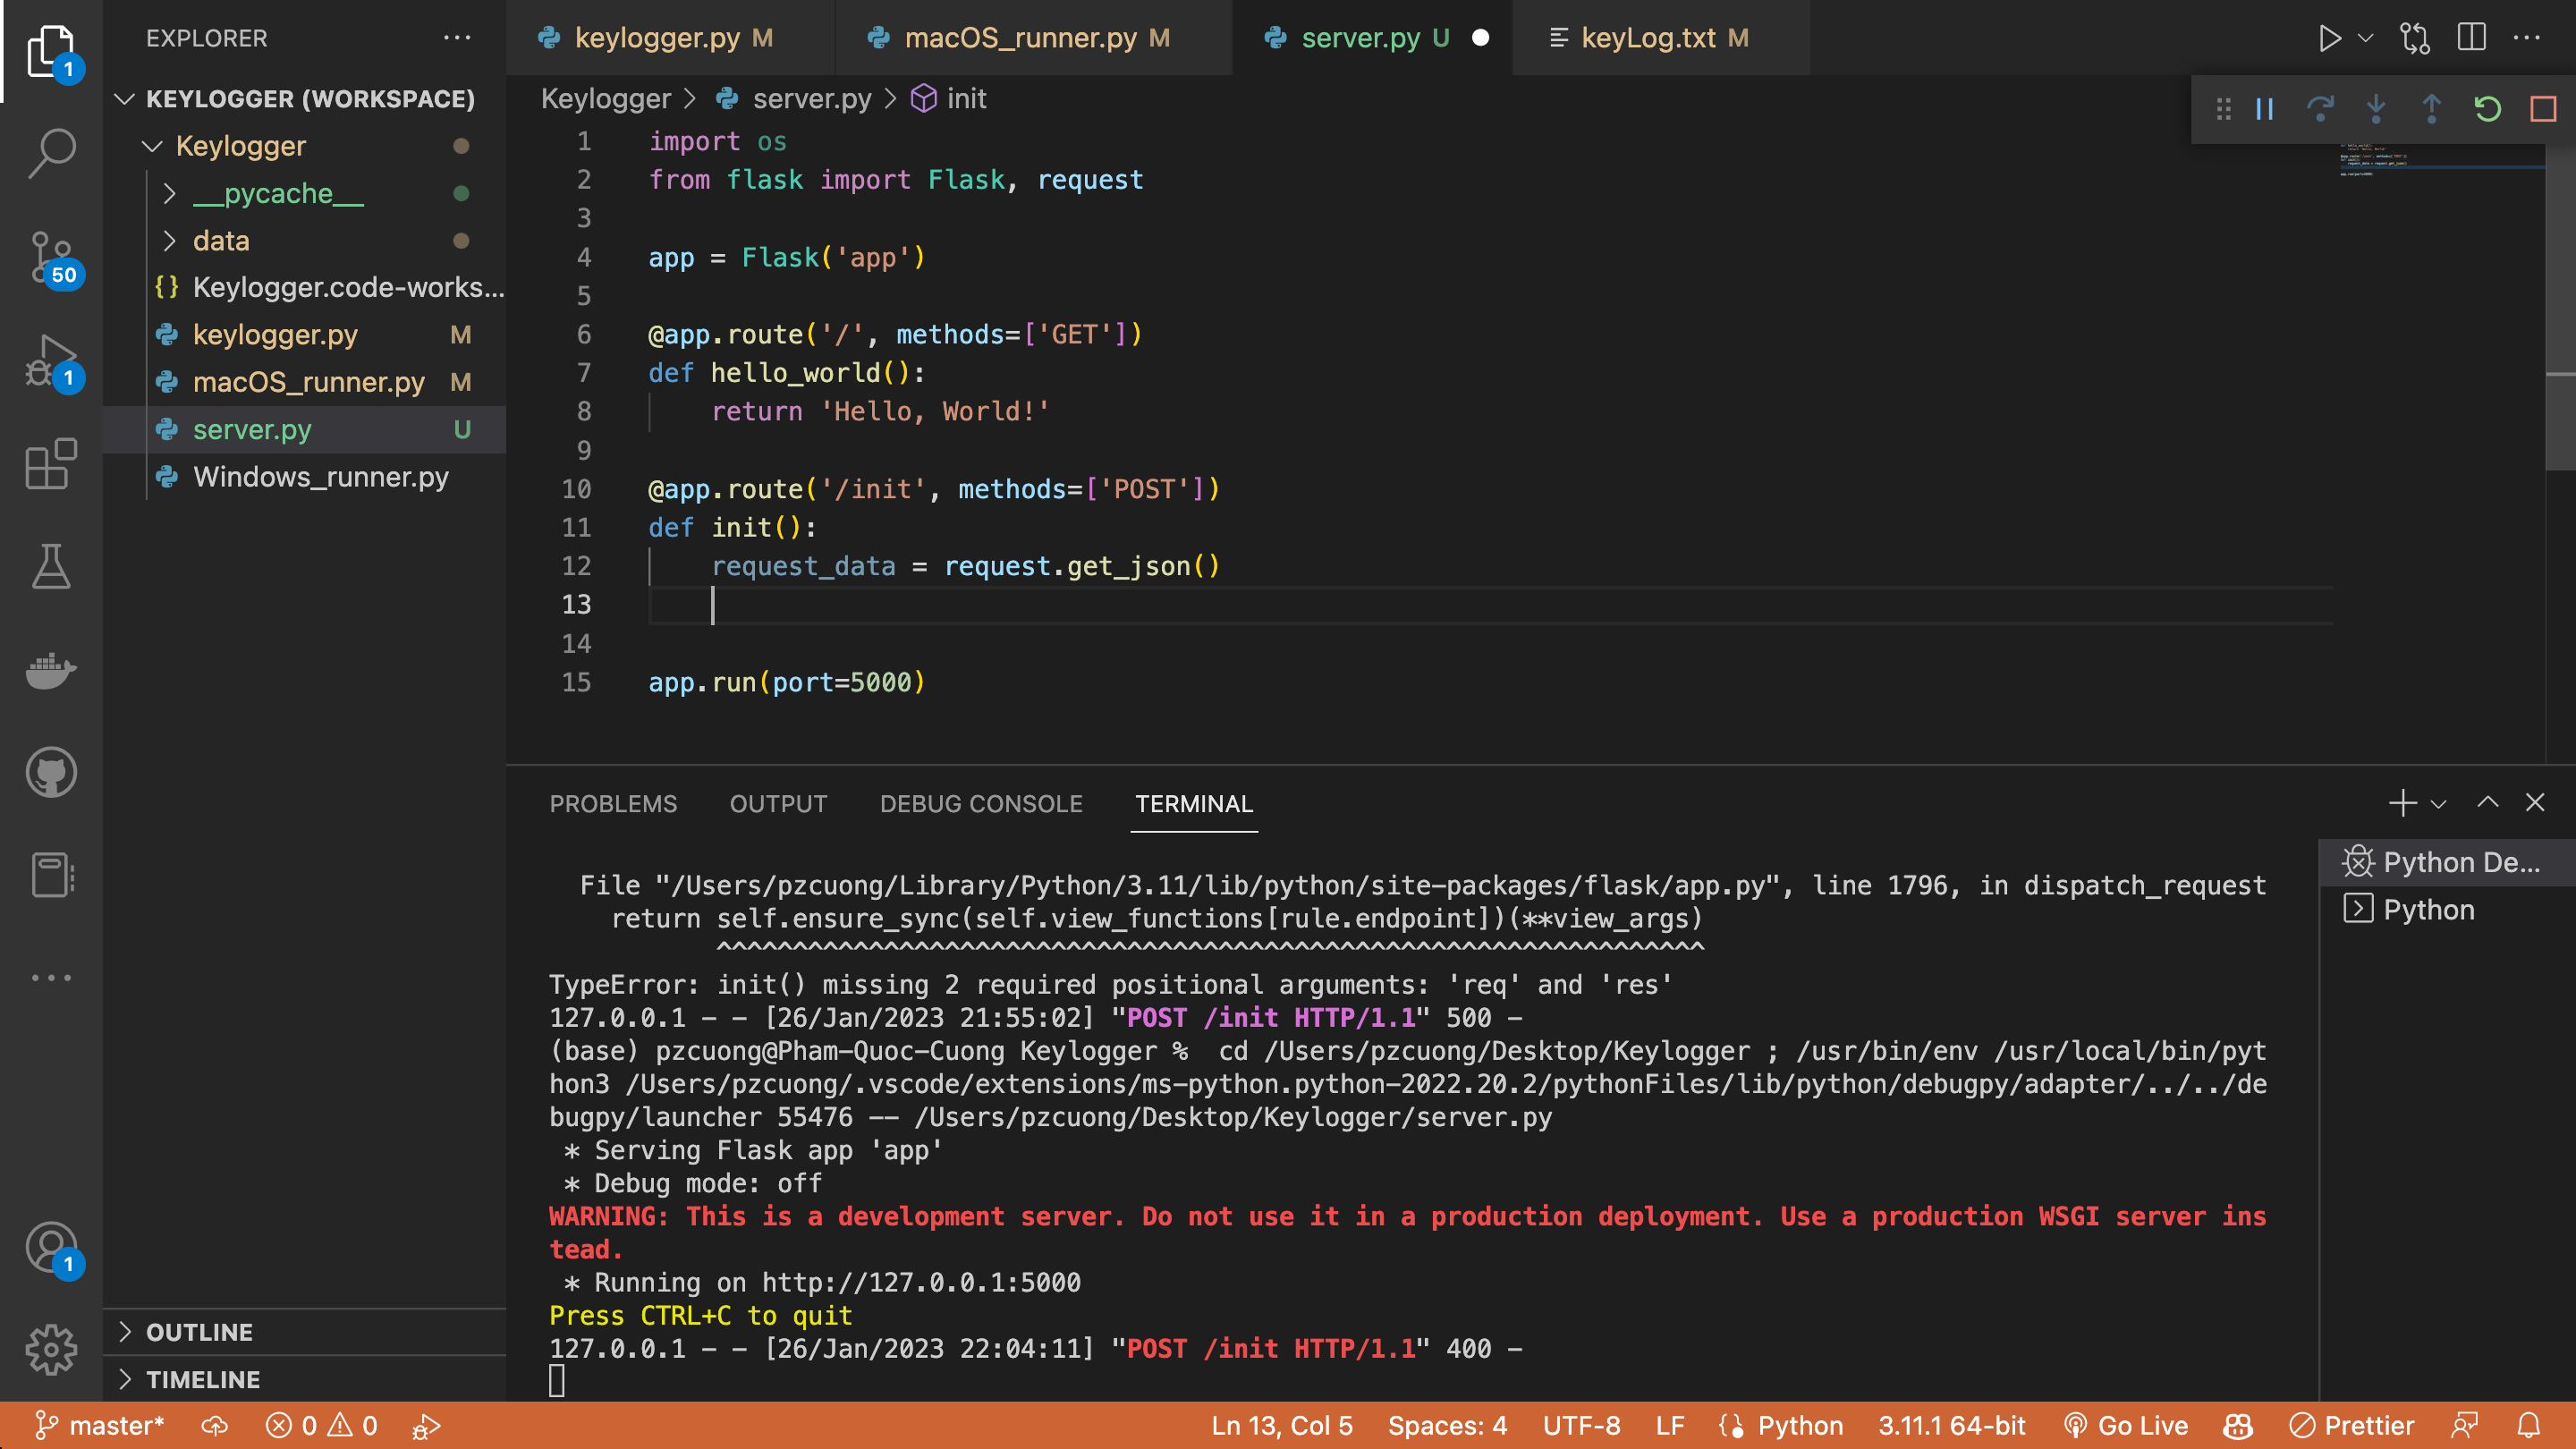 EXPLORER
KEYLOGGER (WORKSPACE)
Keylogger
__pycache__
data
Keylogger.code-works...
keylogger.py M
macOS_runner.py M
server.py U
Windows_runner.py
OUTLINE
TIMELINE
1
50
1
1
keylogger.py M
macOS_runner.py M
server.py U
keyLog.txt M
Keylogger > server.py > init
1 import os
2 from flask import Flask, request
3
4 app = Flask('app')
5
6 @app.route('/', methods=['GET'])
7 def hello_world():
8 return 'Hello, World!'
9
10 @app.route('/init', methods=['POST'])
11 def init():
12 request_data = request.get_json()
13
14
15 app.run(port=5000)
PROBLEMS OUTPUT DEBUG CONSOLE TERMINAL
File "/Users/pzcuong/Library/Python/3.11/lib/python/site-packages/flask/app.py", line 1796, in dispatch_request
return self.ensure_sync(self.view_functions[rule.endpoint])(**view_args)
^^^^^^^^^^^^^^^^^^^^^^^^^^^^^^^^^^^^^^^^^^^^^^^^^^^^^^^^^^^^^^^^^
TypeError: init() missing 2 required positional arguments: 'req' and 'res'
127.0.0.1 - - [26/Jan/2023 21:55:02] "POST /init HTTP/1.1" 500 -
(base) pzcuong@Pham-Quoc-Cuong Keylogger %  cd /Users/pzcuong/Desktop/Keylogger ; /usr/bin/env /usr/local/bin/pyt
hon3 /Users/pzcuong/.vscode/extensions/ms-python.python-2022.20.2/pythonFiles/lib/python/debugpy/adapter/../../de
bugpy/launcher 55476 -- /Users/pzcuong/Desktop/Keylogger/server.py
* Serving Flask app 'app'
* Debug mode: off
WARNING: This is a development server. Do not use it in a production deployment. Use a production WSGI server ins
tead.
* Running on http://127.0.0.1:5000
Press CTRL+C to quit
127.0.0.1 - - [26/Jan/2023 22:04:11] "POST /init HTTP/1.1" 400 -
Python De...
Python
master* 0 0 Ln 13, Col 5 Spaces: 4 UTF-8 LF Python 3.11.1 64-bit Go Live Prettier